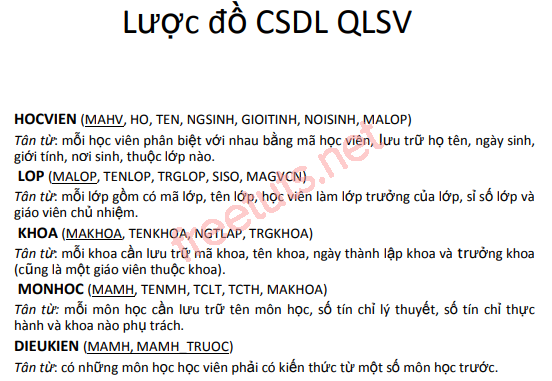 Lược đồ CSDL QLSV
HOCVIEN (MAHV, HO, TEN, NGSINH, GIOITINH, NOISINH, MALOP)
Tân từ: mỗi học viên phân biệt với nhau bằng mã học viên, lưu trữ họ tên, ngày sinh,
giới tính, nơi sinh, thuộc lớp nào.
LOP (MALOP, TENLOP, TRGLOP, SISO, MAGVCN)
Tân từ: mỗi lớp gồm có mã lớp, tên lớp, học viên làm lớp trưởng của lớp, sỉ số lớp và
giáo viên chủ nhiệm.
KHOA (MAKHOA, TENKHOA, NGTLAP, TRGKHOA)
Tân từ: mỗi khoa cần lưu trữ mã khoa, tên khoa, ngày thành lập khoa và trưởng khoa
(cũng là một giáo viên thuộc khoa).
MONHOC (MAMH, TENMH, TCLT, TCTH, MAKHOA)
Tân từ: mỗi môn học cần lưu trữ tên môn học, số tín chỉ lý thuyết, số tín chỉ thực
hành và khoa nào phụ trách.
DIEUKIEN (MAMH, MAMH_TRUOC)
Tân từ: có những môn học học viên phải có kiến thức từ một số môn học trước.
freetuts.net